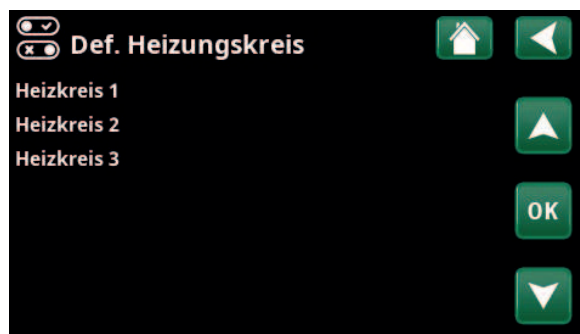 Def. Heizungskreis
Heizkreis 1
Heizkreis 2
Heizkreis 3
OK